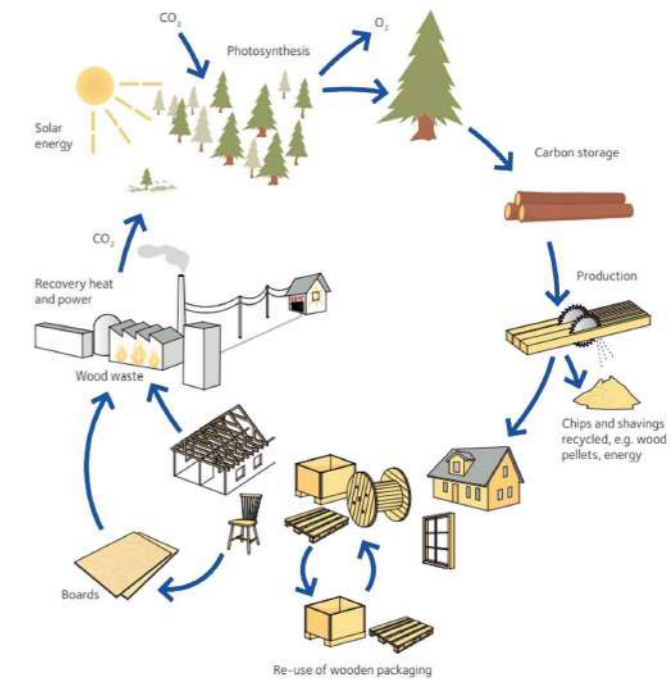 CO₂
O₂
Photosynthesis
Solar
energy
Carbon storage
CO₂
Recovery heat
and power
Production
Wood waste
Chips and shavings
recycled, e.g. wood
pellets, energy
Boards
Re-use of wooden packaging